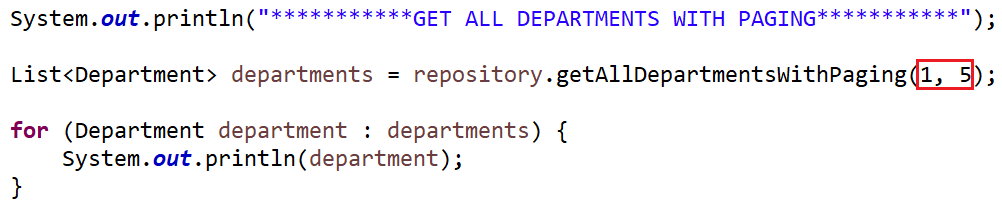 System.out.println("***********GET ALL DEPARTMENTS WITH PAGING***********");
List<Department> departments = repository.getAllDepartmentsWithPaging(1, 5);
for (Department department : departments) {
    System.out.println(department);
}